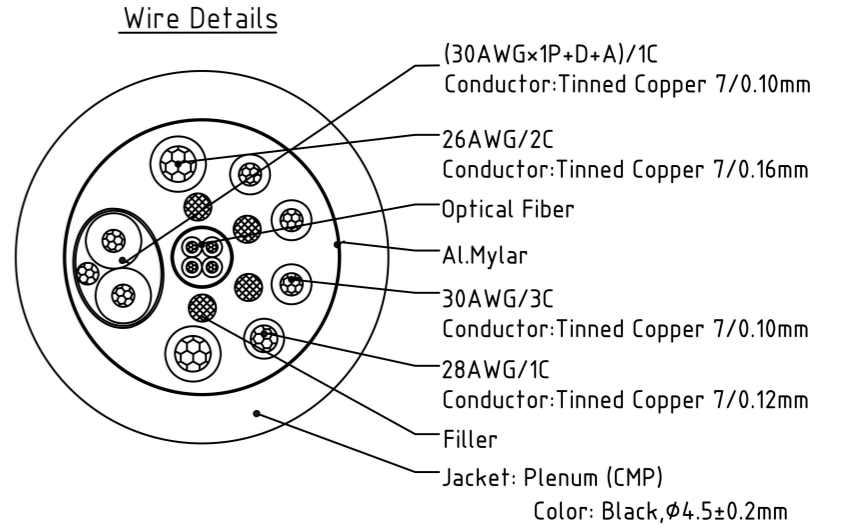 Wire Details
(30AWG×1P+D+A)/1C
Conductor:Tinned Copper 7/0.10mm
26AWG/2C
Conductor:Tinned Copper 7/0.16mm
Optical Fiber
Al.Mylar
30AWG/3C
Conductor:Tinned Copper 7/0.10mm
28AWG/1C
Conductor:Tinned Copper 7/0.12mm
Filler
Jacket: Plenum (CMP)
Color: Black,Φ4.5±0.2mm